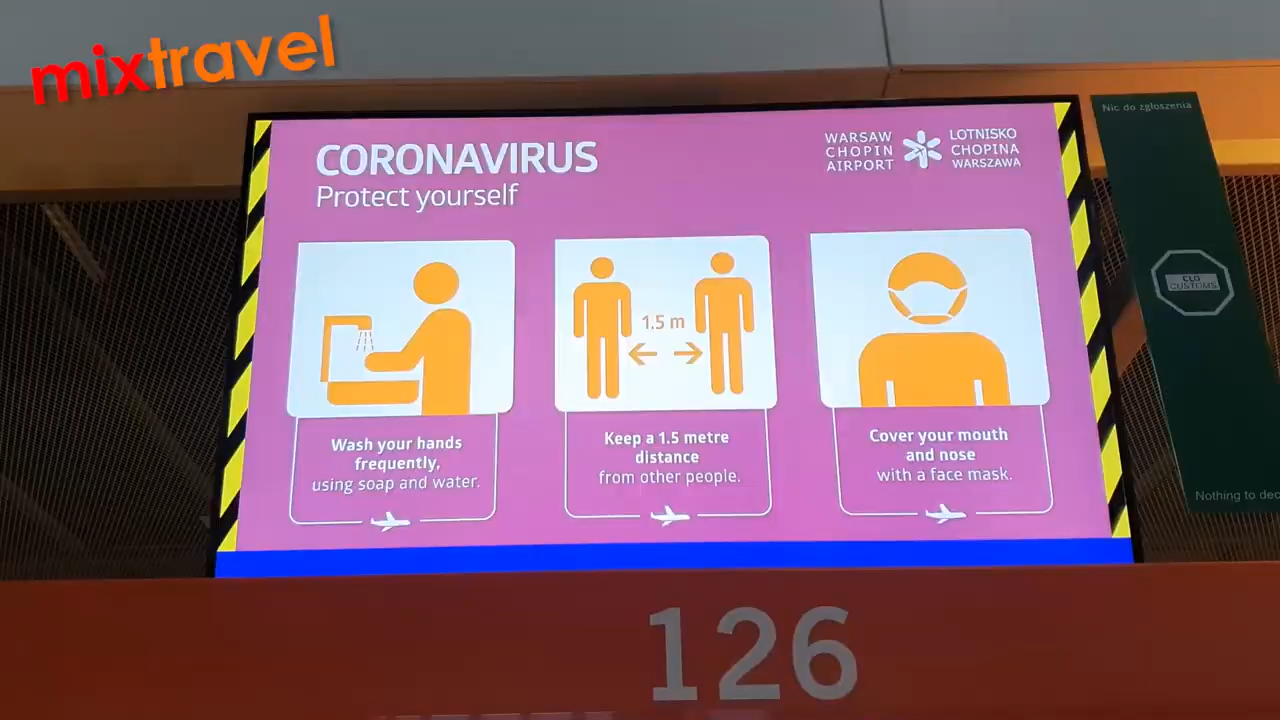 mixtravel
Nic do zgłoszenia
CORONAVIRUS
Protect yourself
WARSAW
CHOPIN
AIRPORT
LOTNISKO
CHOPINA
WARSZAWA
1.5 m
Wash your hands
frequently,
using soap and water.
Keep a 1.5 metre
distance
from other people.
Cover your mouth
and nose
with a face mask.
CŁO
CUSTOMS
Nothing to dec
126